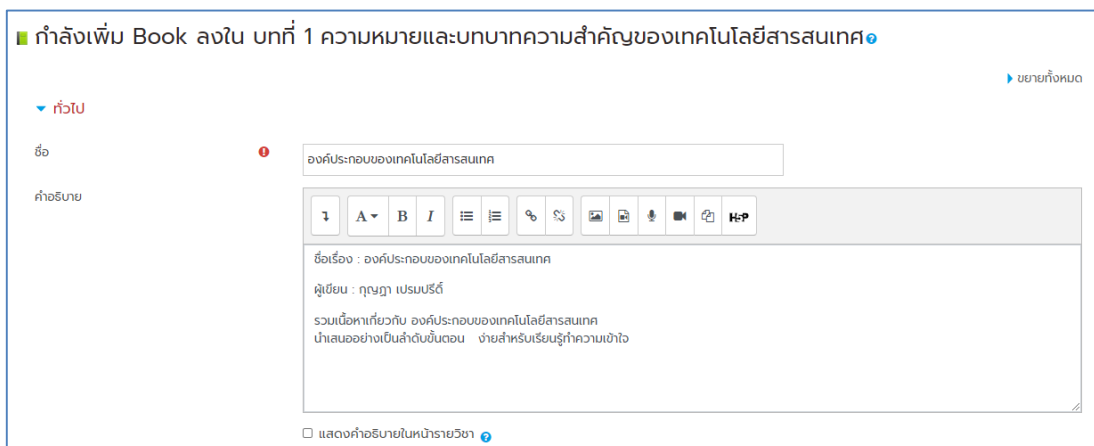 กำลังเพิ่ม Book ลงใน บทที่ 1 ความหมายและบทบาทความสำคัญของเทคโนโลยีสารสนเทศ
ขยายทั้งหมด
ทั่วไป
ชื่อ
องค์ประกอบของเทคโนโลยีสารสนเทศ
คำอธิบาย
A B I H5P
ชื่อเรื่อง : องค์ประกอบของเทคโนโลยีสารสนเทศ
ผู้เขียน : กุญฎา เปรมปรีดิ์
รวมเนื้อหาเกี่ยวกับ องค์ประกอบของเทคโนโลยีสารสนเทศ
นำเสนออย่างเป็นลำดับขั้นตอน ง่ายสำหรับเรียนรู้ทำความเข้าใจ
แสดงคำอธิบายในหน้ารายวิชา